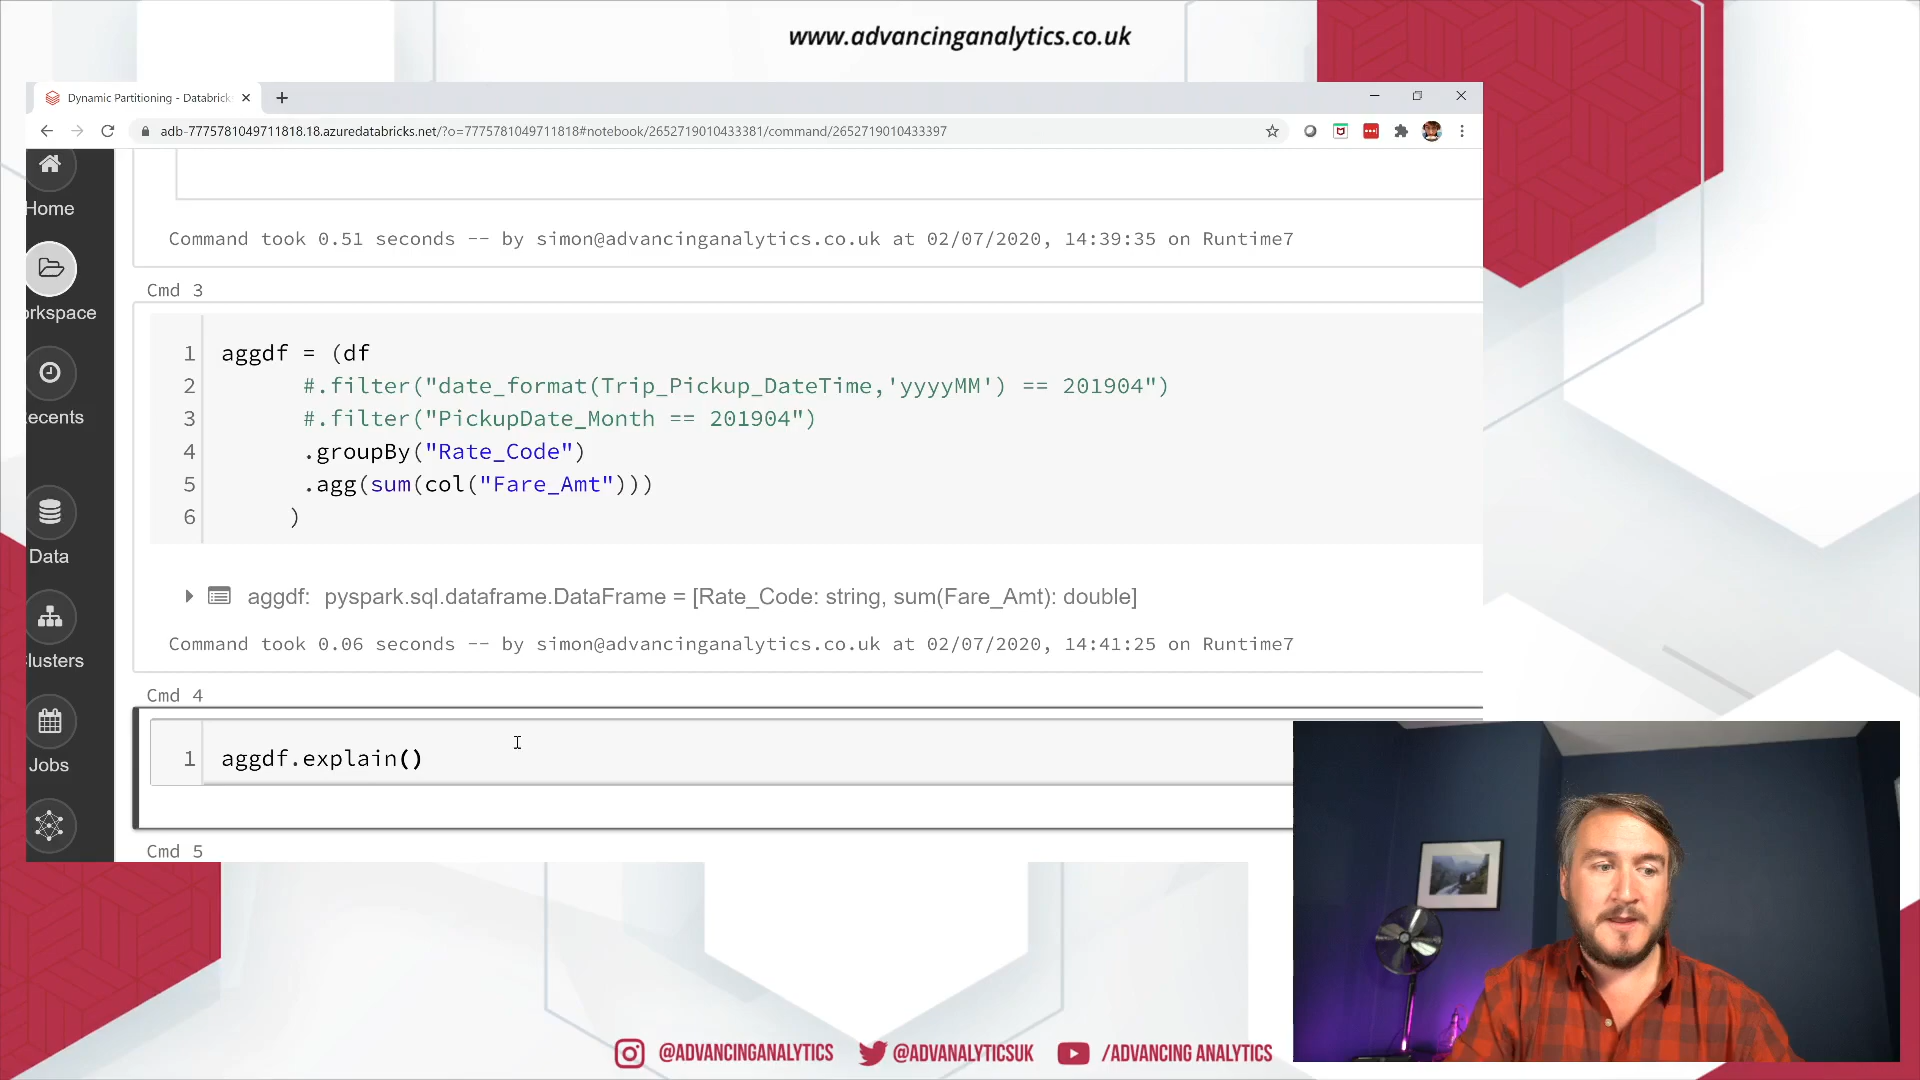 www.advancinganalytics.co.uk
Dynamic Partitioning - Databrick
adb-7775781049711818.18.azuredatabricks.net/?o=7775781049711818#notebook/2652719010433381/command/2652719010433397
Home
Command took 0.51 seconds -- by simon@advancinganalytics.co.uk at 02/07/2020, 14:39:35 on Runtime7
orkspace
Cmd 3
1 aggdf = (df
2 #.filter("date_format(Trip_Pickup_DateTime,'yyyyMM') == 201904")
3 #.filter("PickupDate_Month == 201904")
4 .groupBy("Rate_Code")
5 .agg(sum(col("Fare_Amt")))
6 )
ecents
Data
aggdf: pyspark.sql.dataframe.DataFrame = [Rate_Code: string, sum(Fare_Amt): double]
Command took 0.06 seconds -- by simon@advancinganalytics.co.uk at 02/07/2020, 14:41:25 on Runtime7
lusters
Cmd 4
1 aggdf.explain()
Jobs
Cmd 5
@ADVANCINGANALYTICS @ADVANALYTICSUK /ADVANCING ANALYTICS